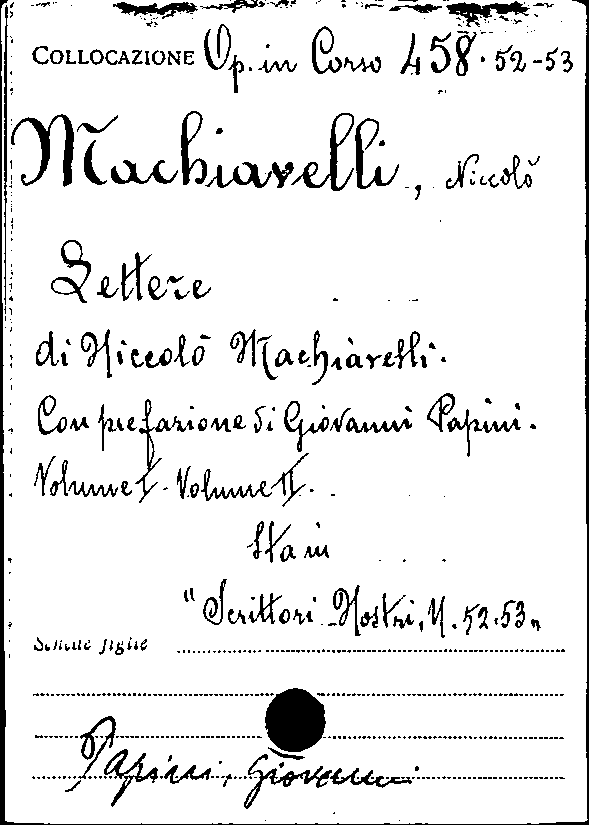 COLLOCAZIONE Op. in Corso 458. 52-53
Machiavelli, Niccolò
Lettere
di Niccolò Machiavelli.
Con prefazione di Giovanni Papini.
Volume I. Volume II.
Sta in
"Scrittori Nostri, N. 52.53"
Schede figlie
Papini, Giovanni